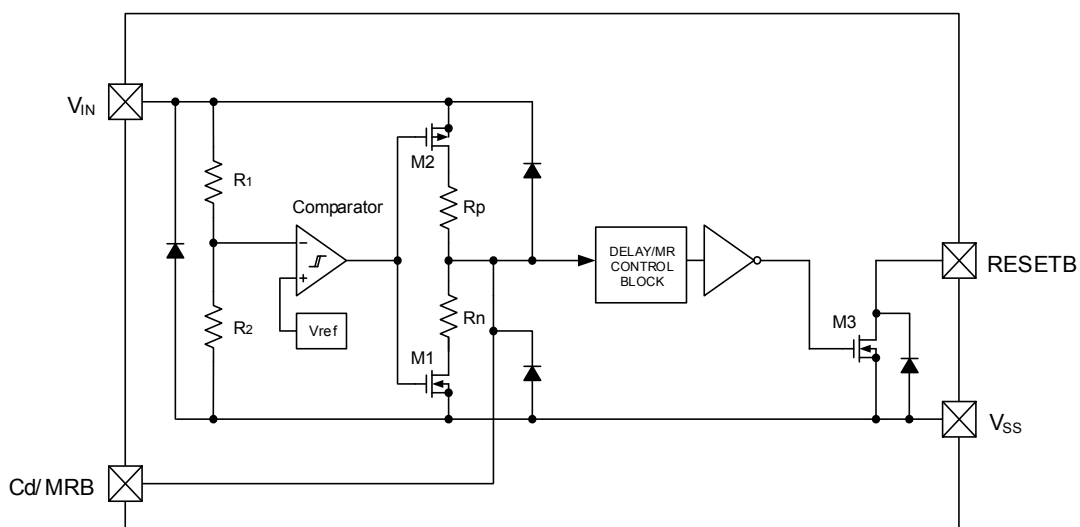 VIN
M2
R1
Comparator
Rp
−
+
DELAY/MR
CONTROL
BLOCK
RESETB
R2
Vref
Rn
M1
M3
VSS
Cd/MRB